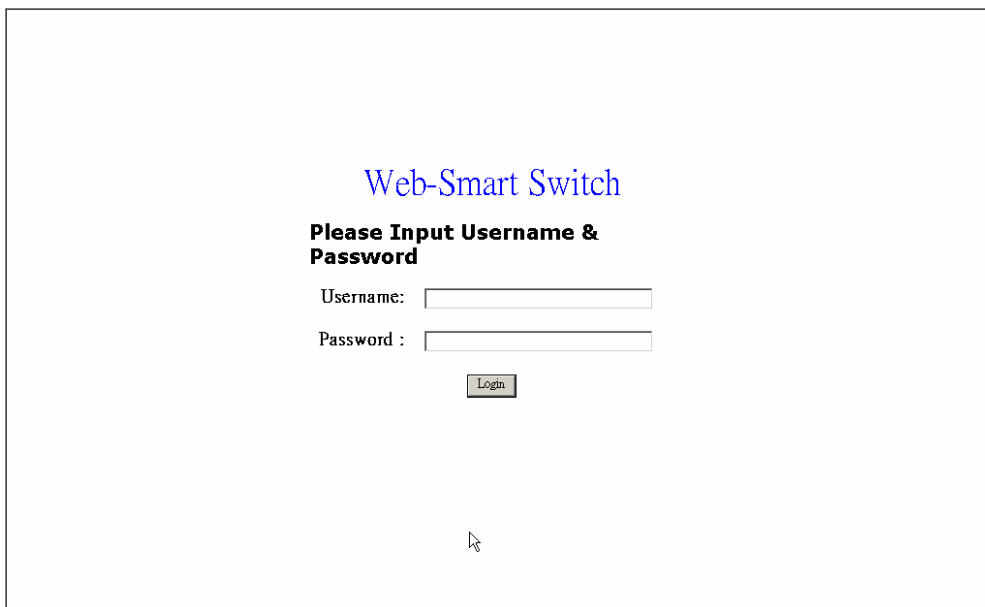 Web-Smart Switch
Please Input Username &
Password
Username:
Password :
Login